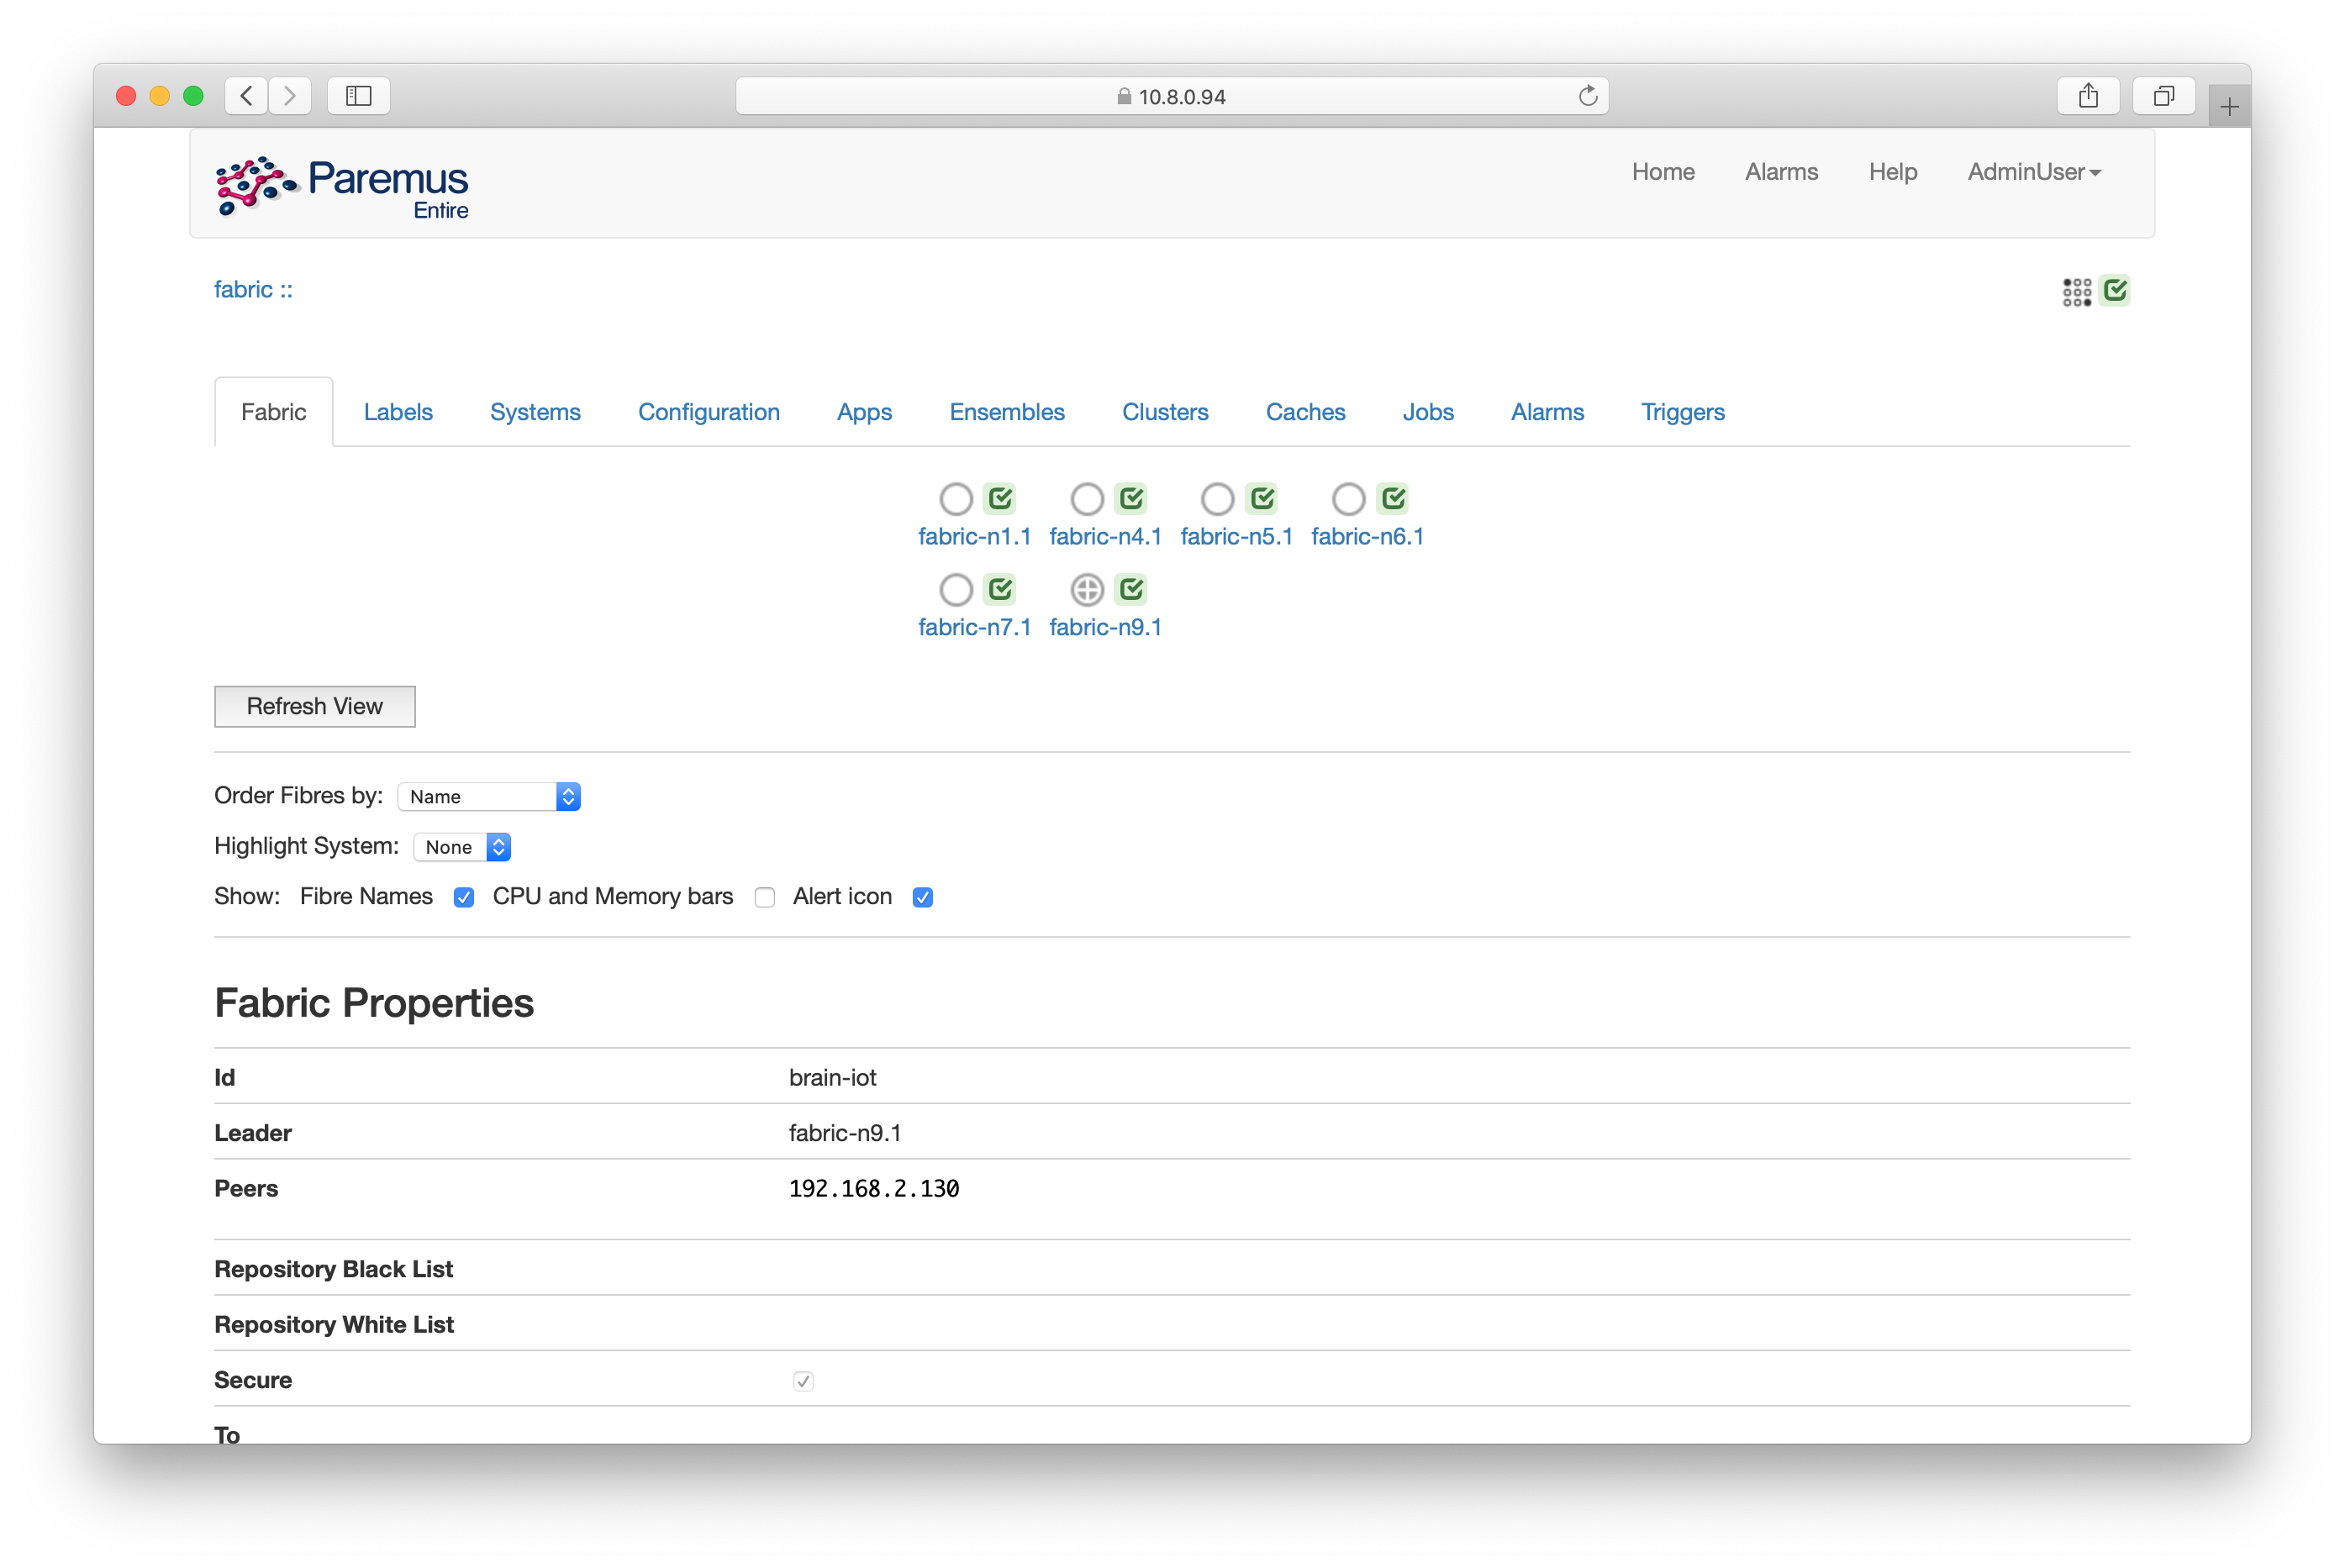 10.8.0.94
Paremus
Entire
Home Alarms Help AdminUser
fabric ::
Fabric Labels Systems Configuration Apps Ensembles Clusters Caches Jobs Alarms Triggers
fabric-n1.1 fabric-n4.1 fabric-n5.1 fabric-n6.1
fabric-n7.1 fabric-n9.1
Refresh View
Order Fibres by: Name
Highlight System: None
Show: Fibre Names CPU and Memory bars Alert icon
Fabric Properties
Id brain-iot
Leader fabric-n9.1
Peers 192.168.2.130
Repository Black List
Repository White List
Secure
To